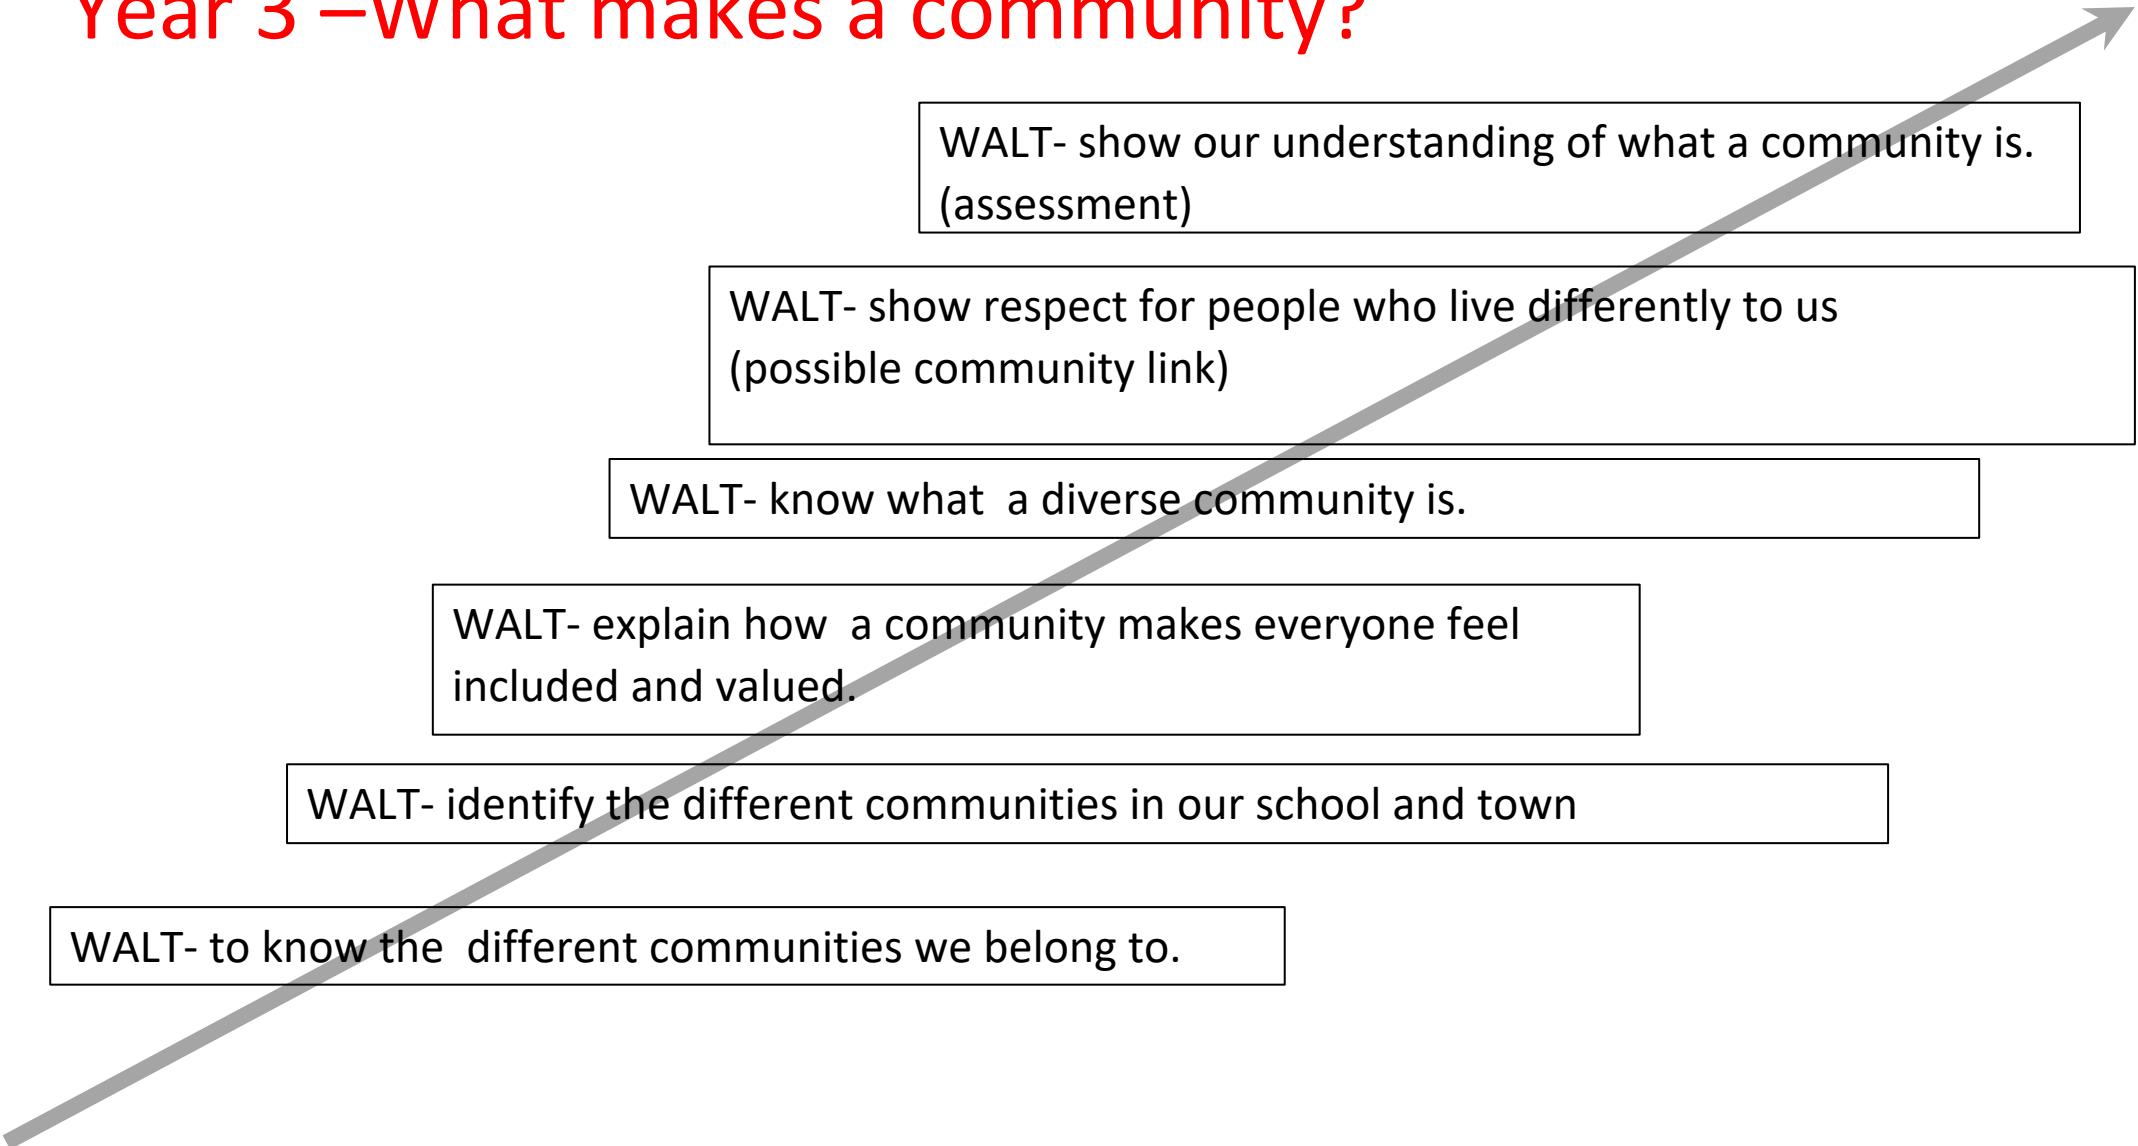 Year 3 –What makes a community?
WALT- show our understanding of what a community is.
(assessment)
WALT- show respect for people who live differently to us
(possible community link)
WALT- know what  a diverse community is.
WALT- explain how  a community makes everyone feel
included and valued.
WALT- identify the different communities in our school and town
WALT- to know the  different communities we belong to.